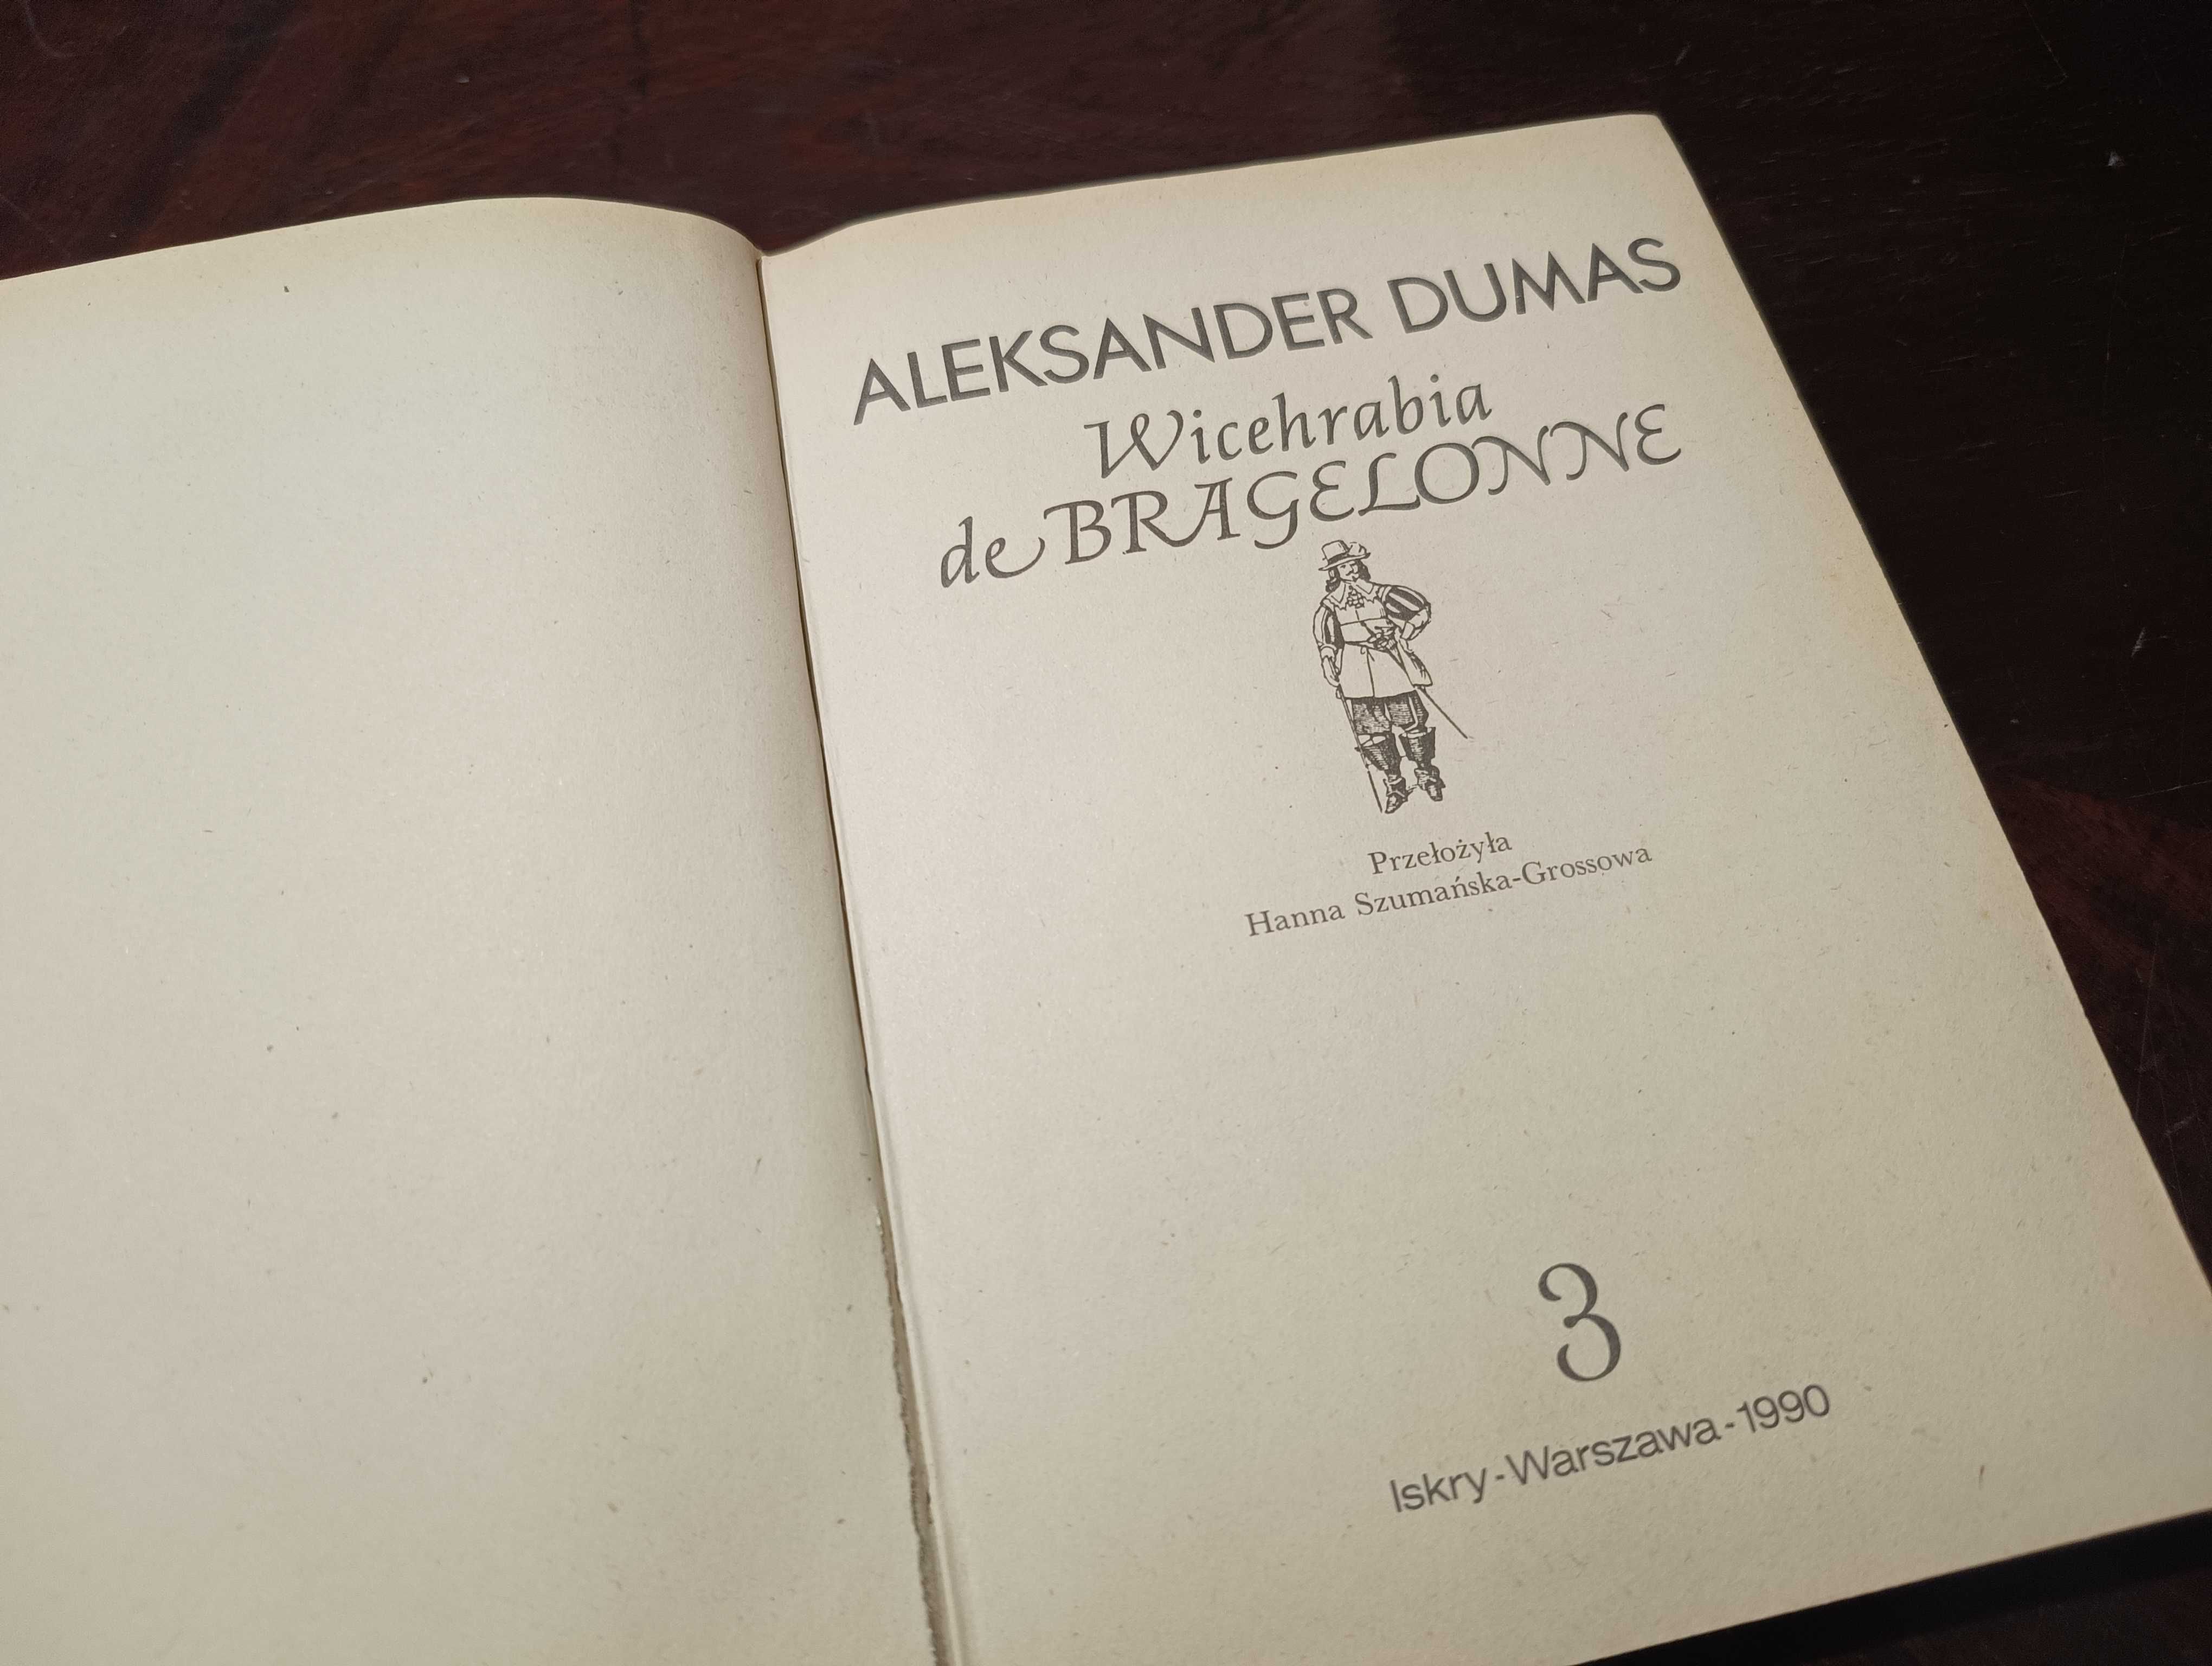 ALEKSANDER DUMAS
Wicehrabia
de BRAGELONNE
Przełożyła
Hanna Szumańska-Grossowa
3
Iskry-Warszawa-1990